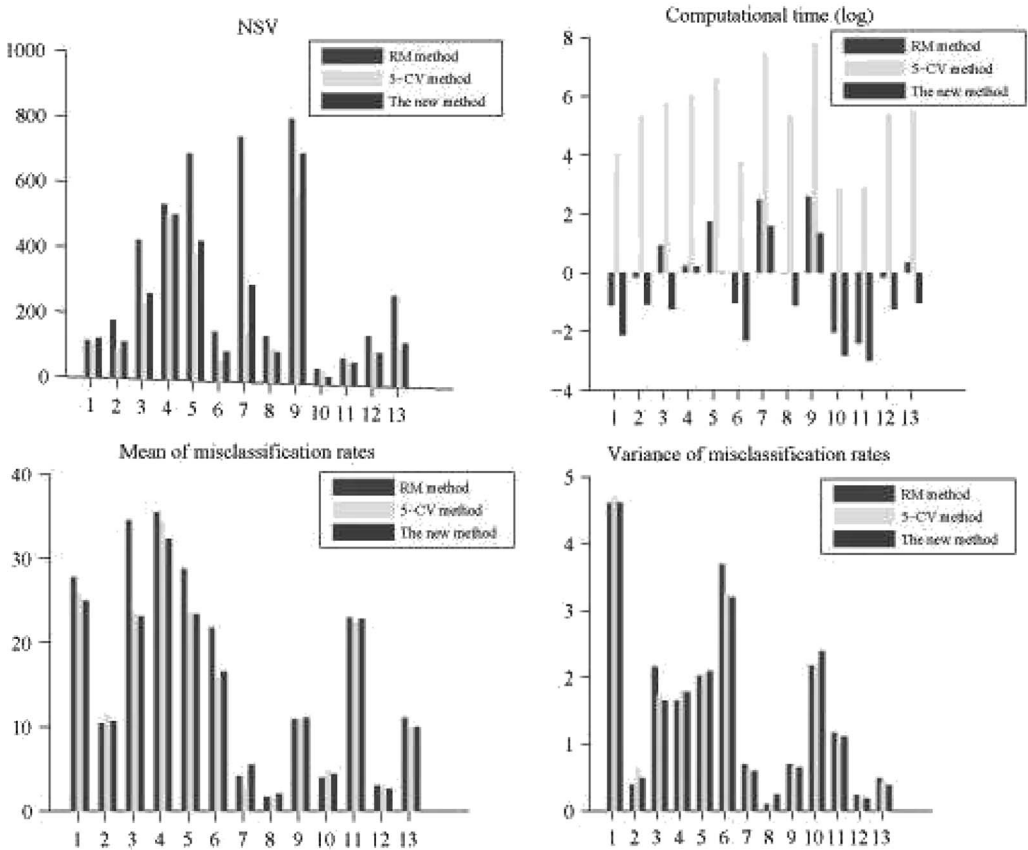 NSV
1000
800
600
400
200
0
RM method
5-CV method
The new method
1 2 3 4 5 6 7 8 9 10 11 12 13
Computational time (log)
8
6
4
2
0
-2
-4
RM method
5-CV method
The new method
1 2 3 4 5 6 7 8 9 10 11 12 13
Mean of misclassification rates
40
30
20
10
0
RM method
5-CV method
The new method
1 2 3 4 5 6 7 8 9 10 11 12 13
Variance of misclassification rates
5
4
3
2
1
0
RM method
5-CV method
The new method
1 2 3 4 5 6 7 8 9 10 11 12 13